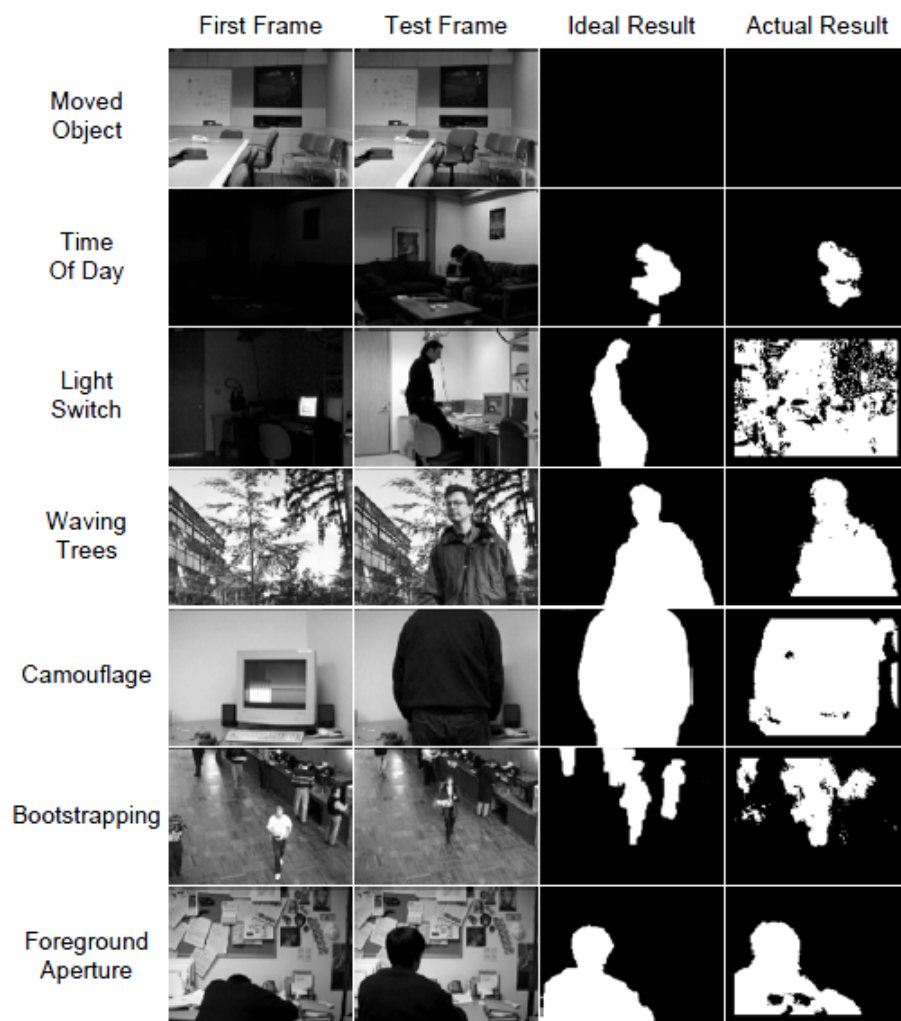 First Frame Test Frame Ideal Result Actual Result
Moved
Object
Time
Of Day
Light
Switch
Waving
Trees
Camouflage
Bootstrapping
Foreground
Aperture